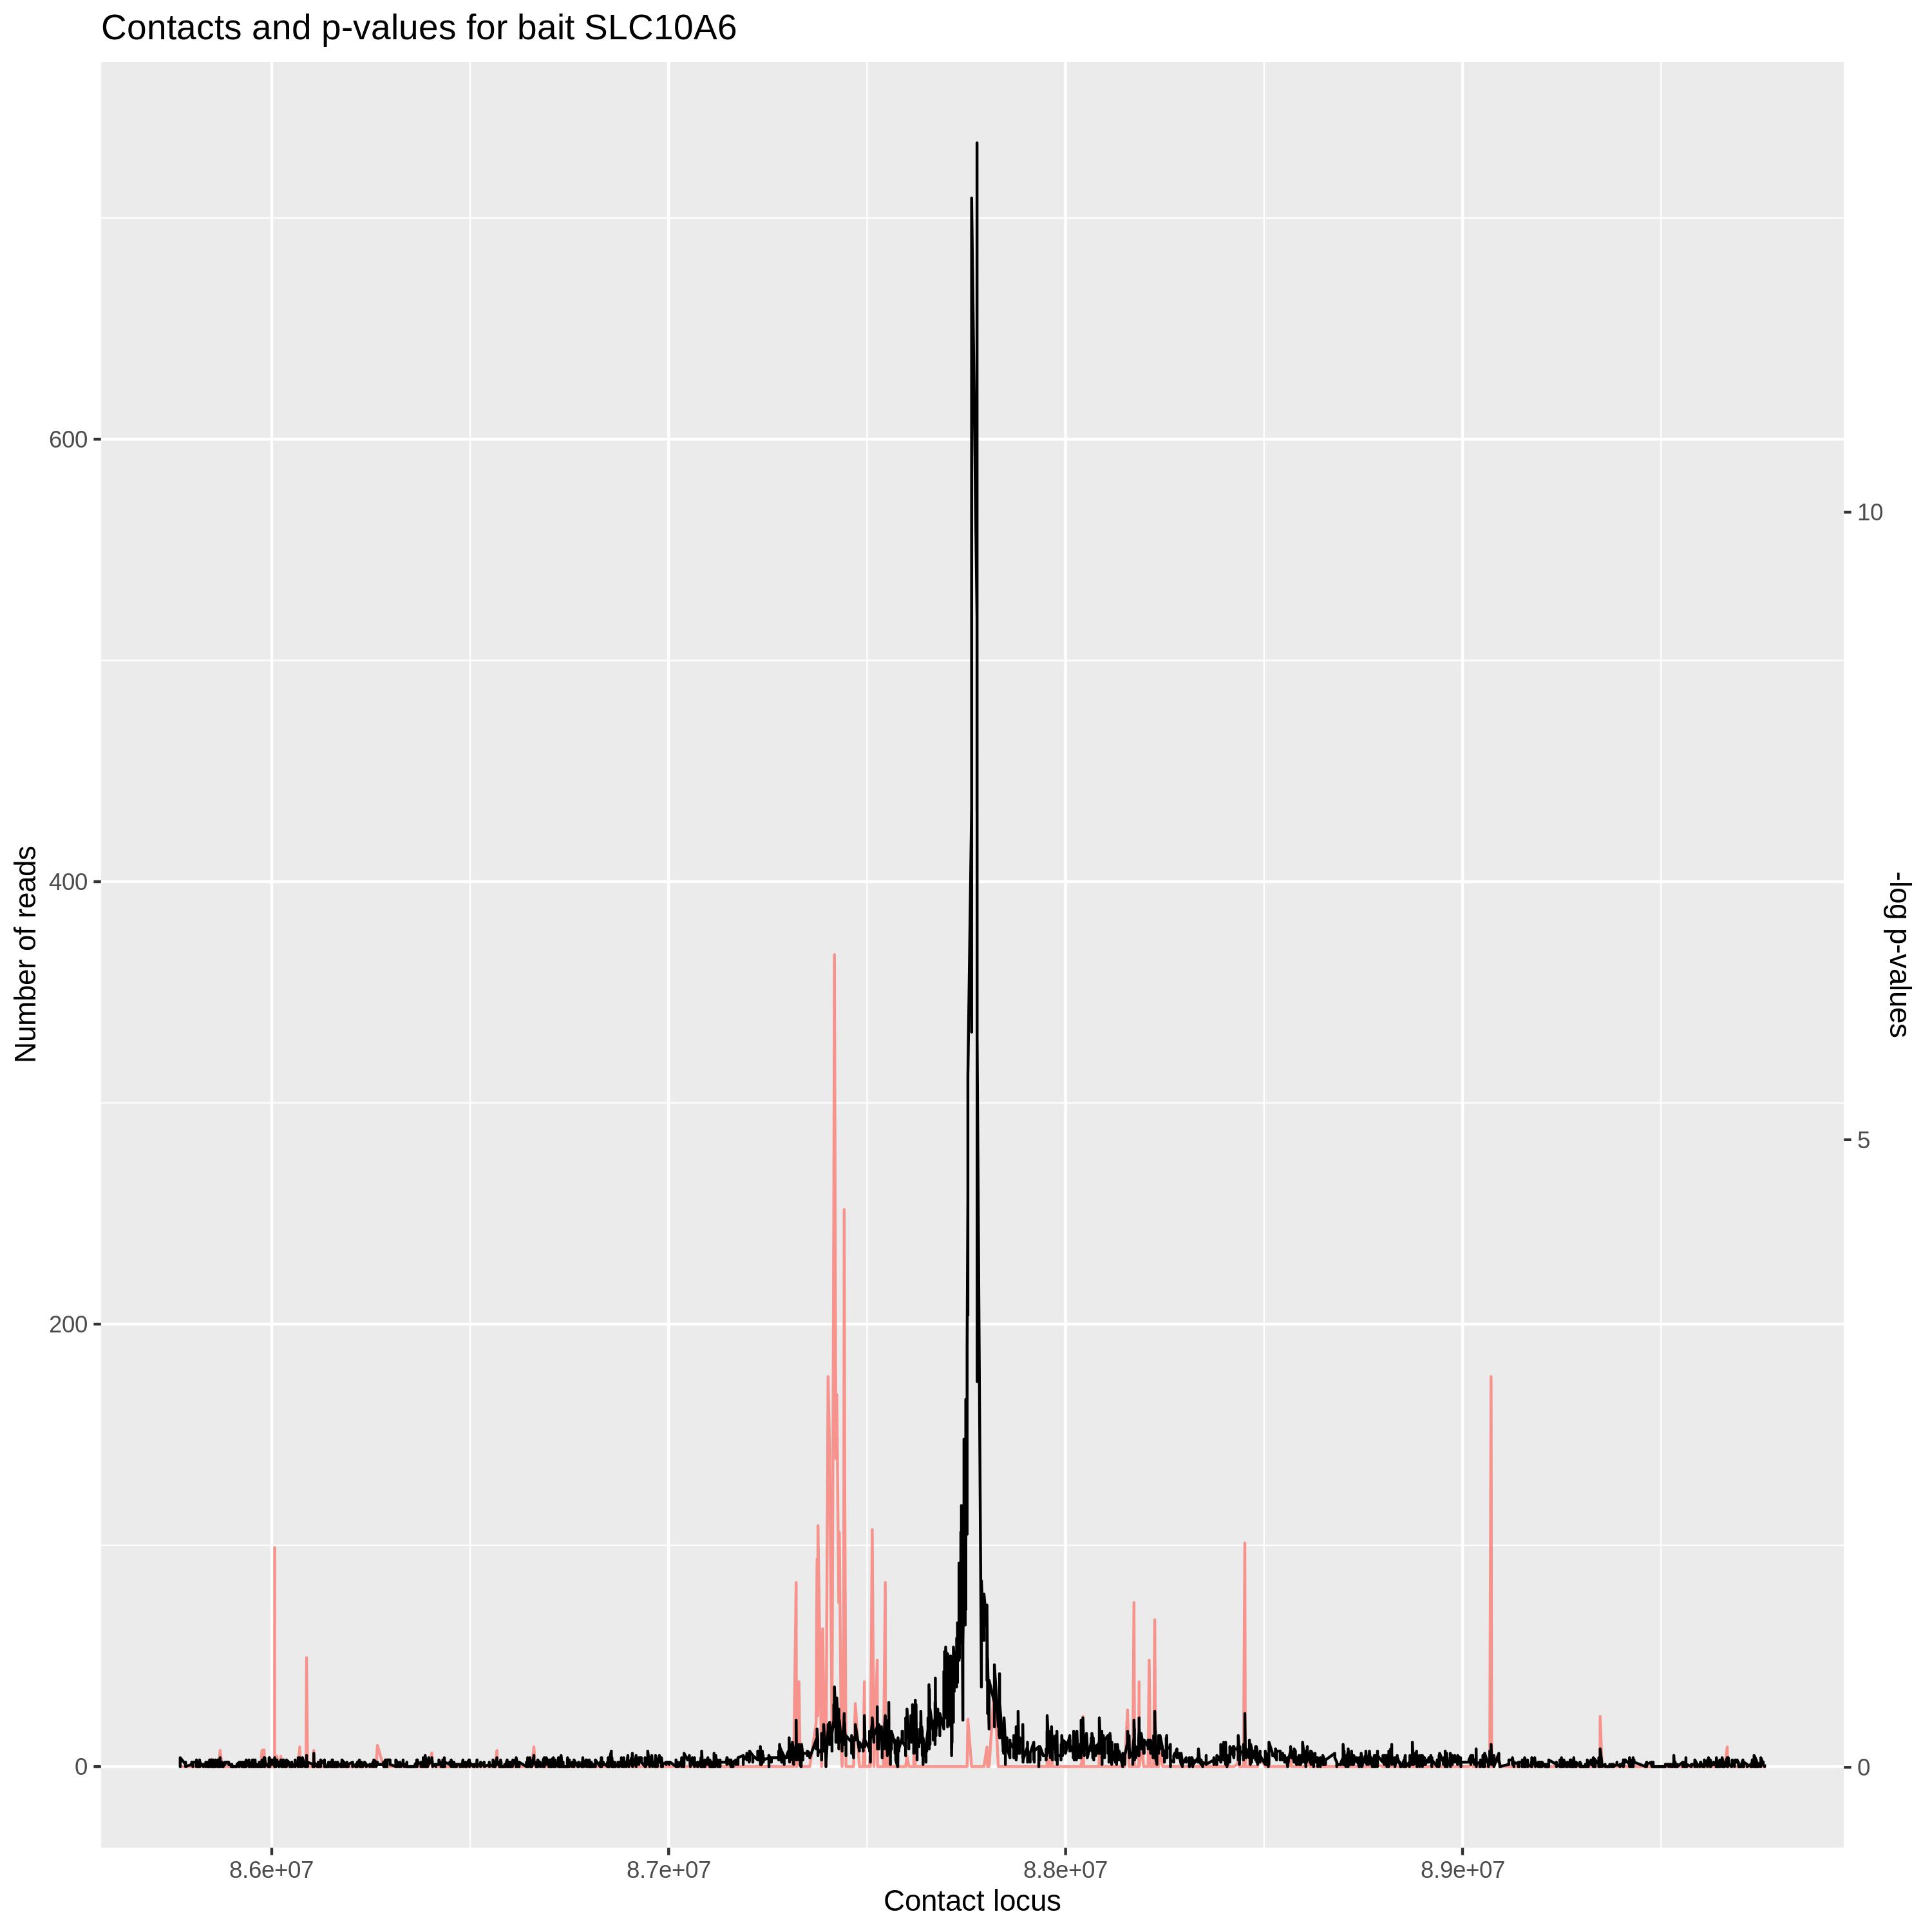 Contacts and p-values for bait SLC10A6
Number of reads
600
400
200
0
10
5
0
-log p-values
8.6e+07
8.7e+07
8.8e+07
8.9e+07
Contact locus